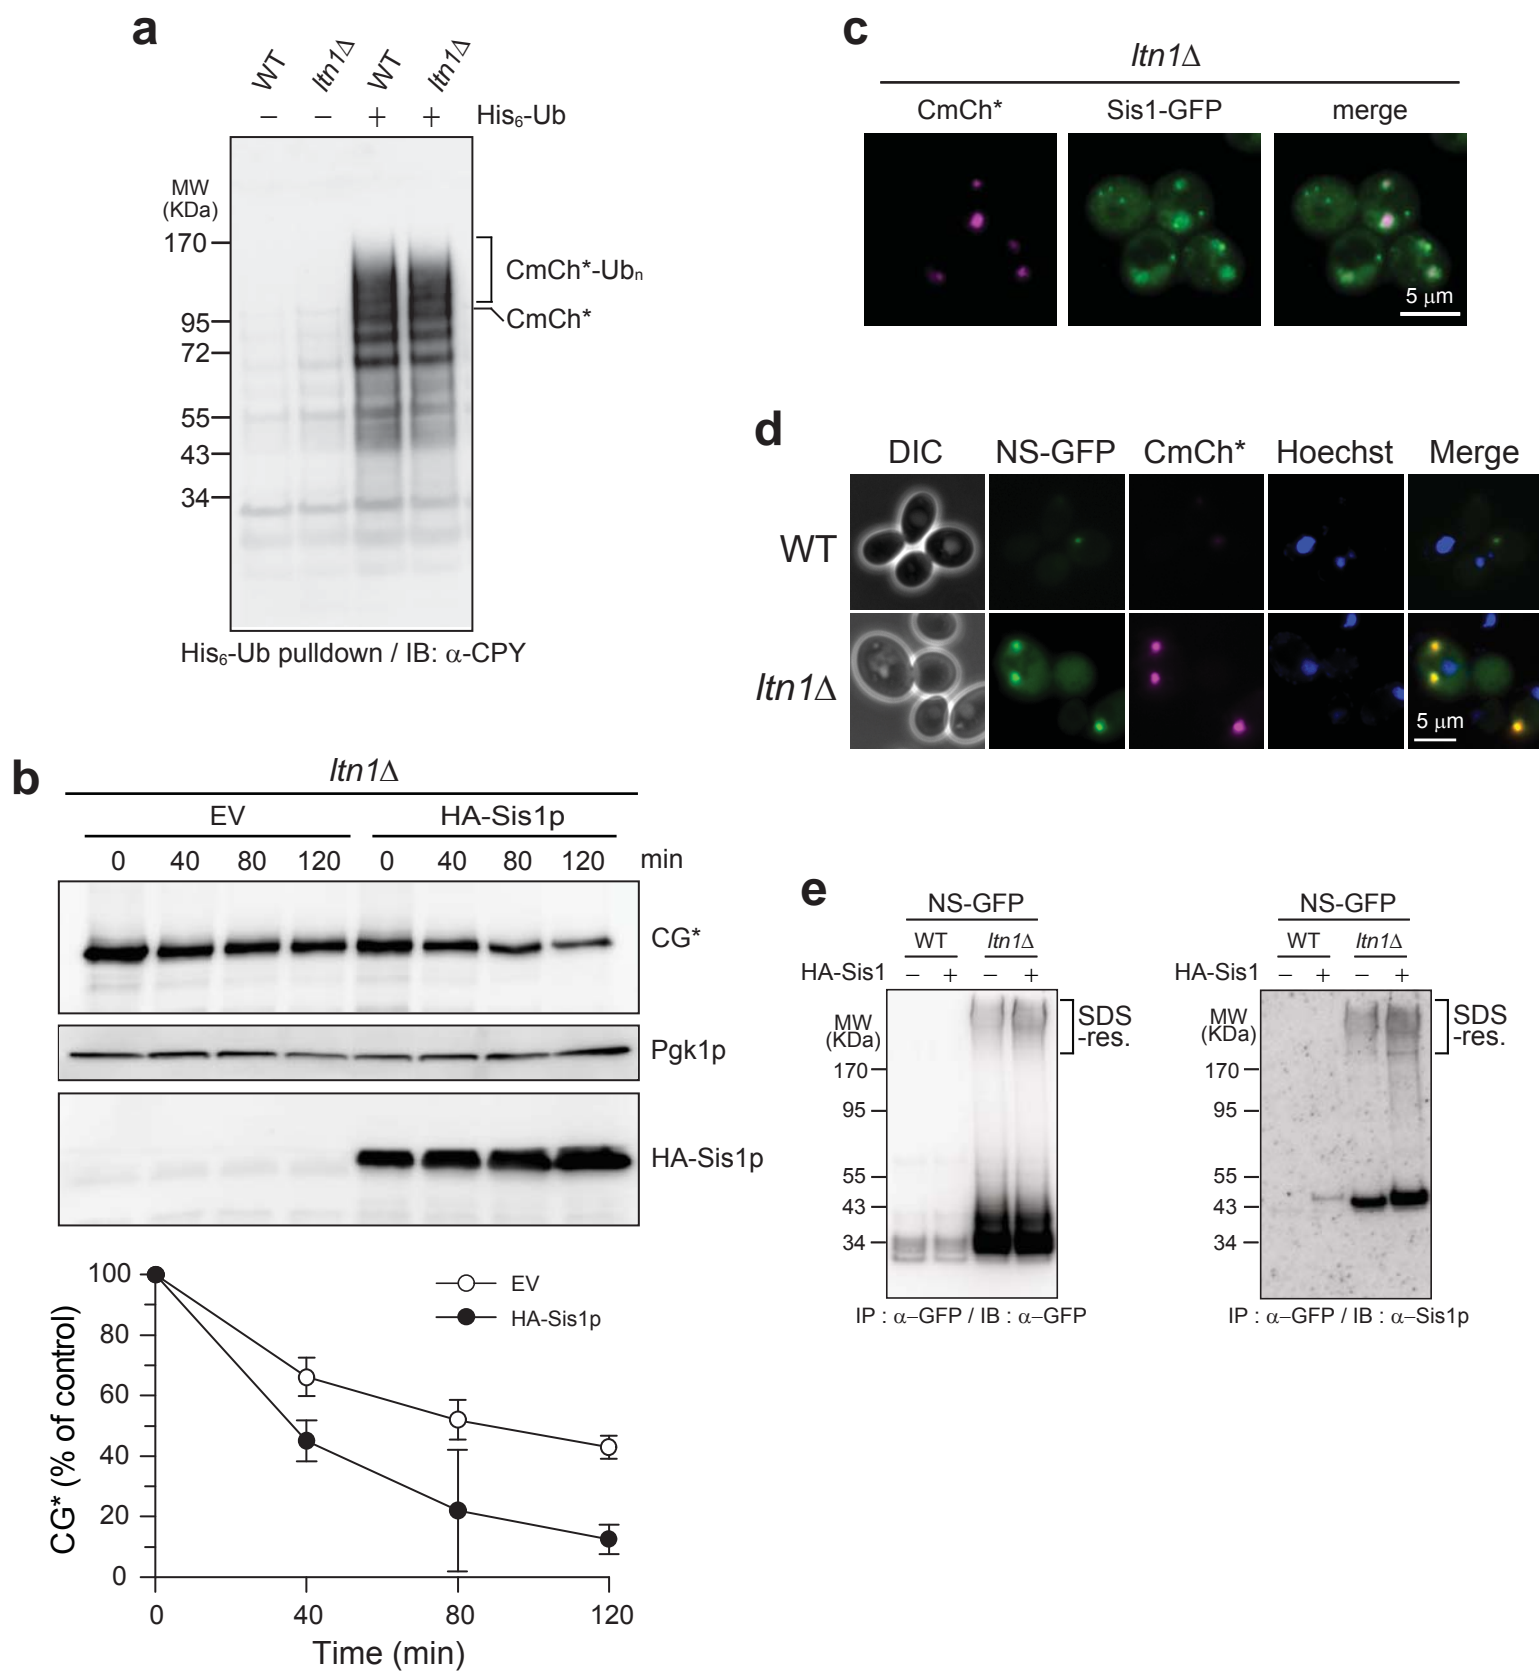 a
WT ltn1Δ WT ltn1Δ
− − + + His₆-Ub
MW
(KDa)
170
95
72
55
43
34
CmCh*-Ubₙ
CmCh*
His₆-Ub pulldown / IB: α-CPY
b
ltn1Δ
EV HA-Sis1p
0 40 80 120 0 40 80 120 min
CG*
Pgk1p
HA-Sis1p
100
80
60
40
20
0
CG* (% of control)
EV
HA-Sis1p
0 40 80 120
Time (min)
c
ltn1Δ
CmCh* Sis1-GFP merge
5 μm
d
DIC NS-GFP CmCh* Hoechst Merge
WT
ltn1Δ
5 μm
e
NS-GFP
WT ltn1Δ
HA-Sis1 − + − +
MW
(KDa)
170
95
55
43
34
SDS
-res.
IP : α−GFP / IB : α−GFP
NS-GFP
WT ltn1Δ
HA-Sis1 − + − +
MW
(KDa)
170
95
55
43
34
SDS
-res.
IP : α−GFP / IB : α−Sis1p